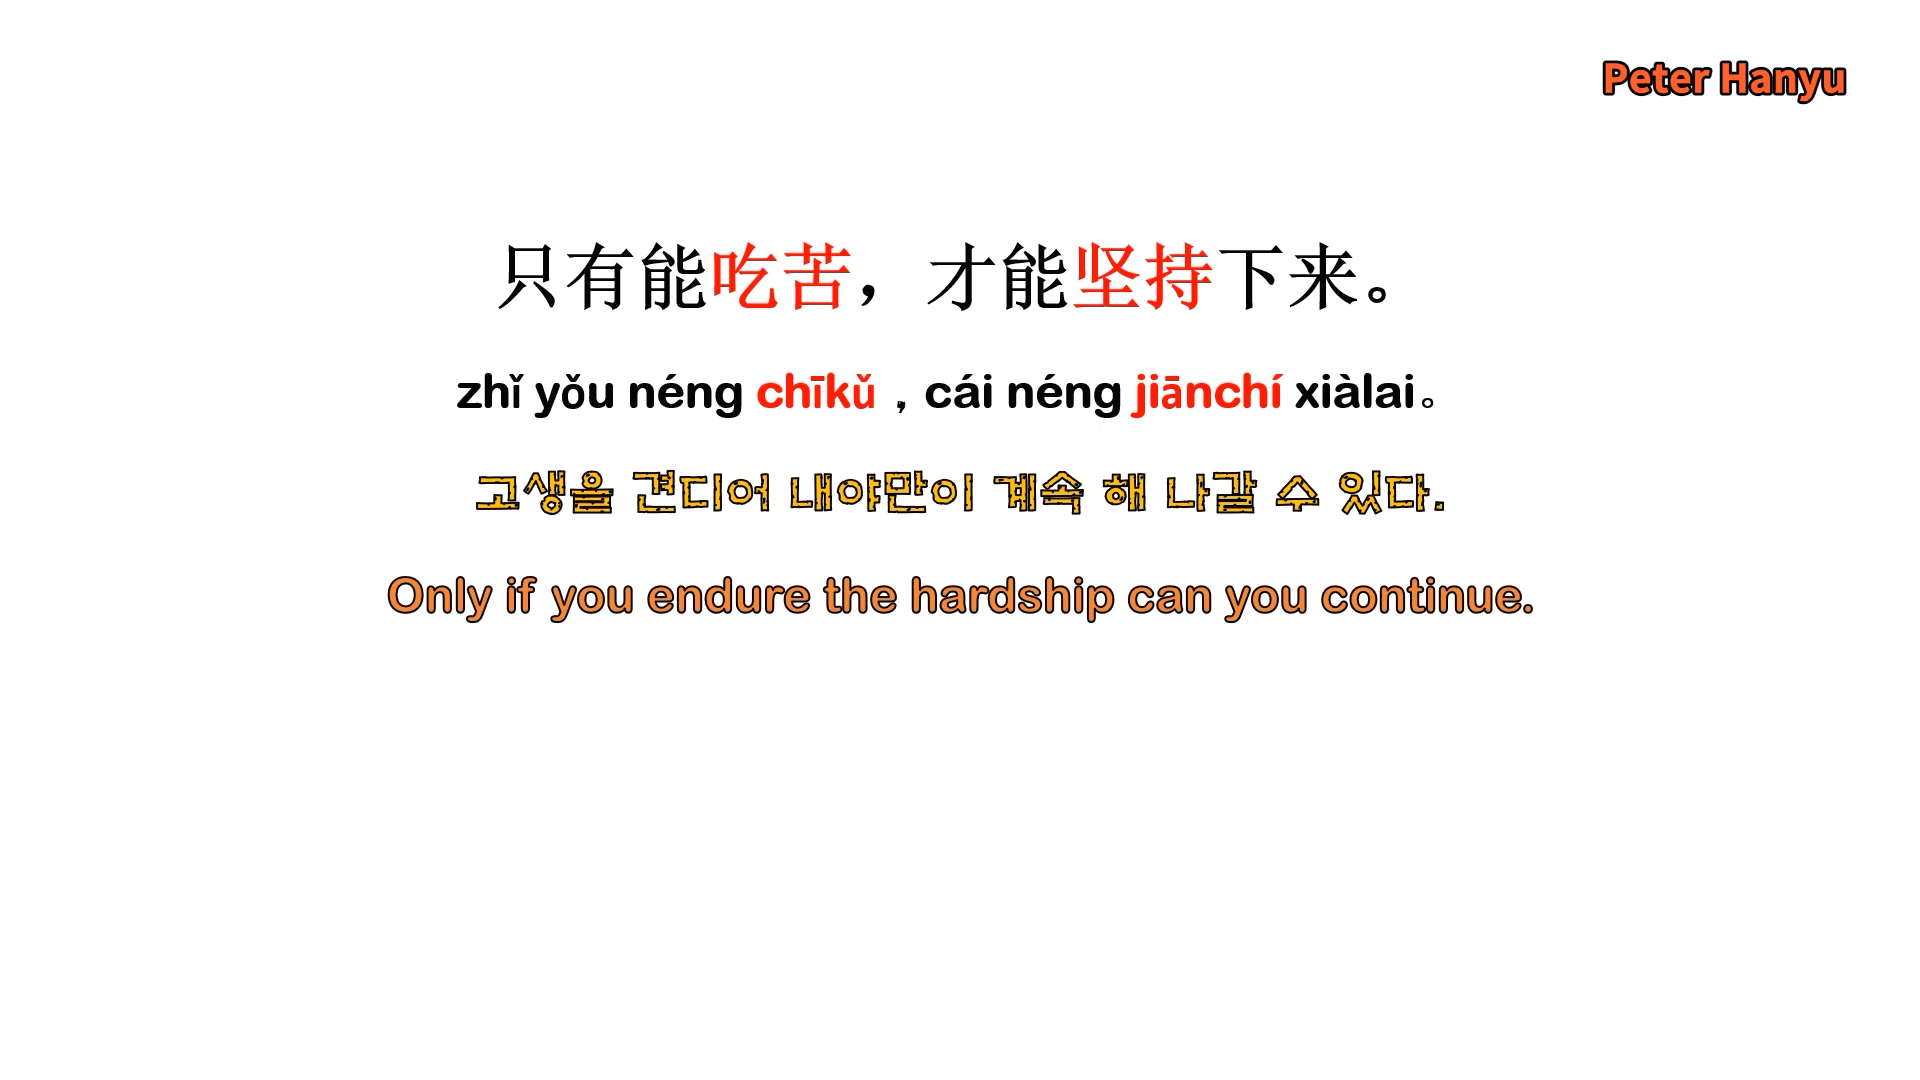 Peter Hanyu
只有能吃苦，才能坚持下来。
zhǐ yǒu néng chīkǔ，cái néng jiānchí xiàlai。
고생을 견디어 내야만이 계속 해 나갈 수 있다.
Only if you endure the hardship can you continue.